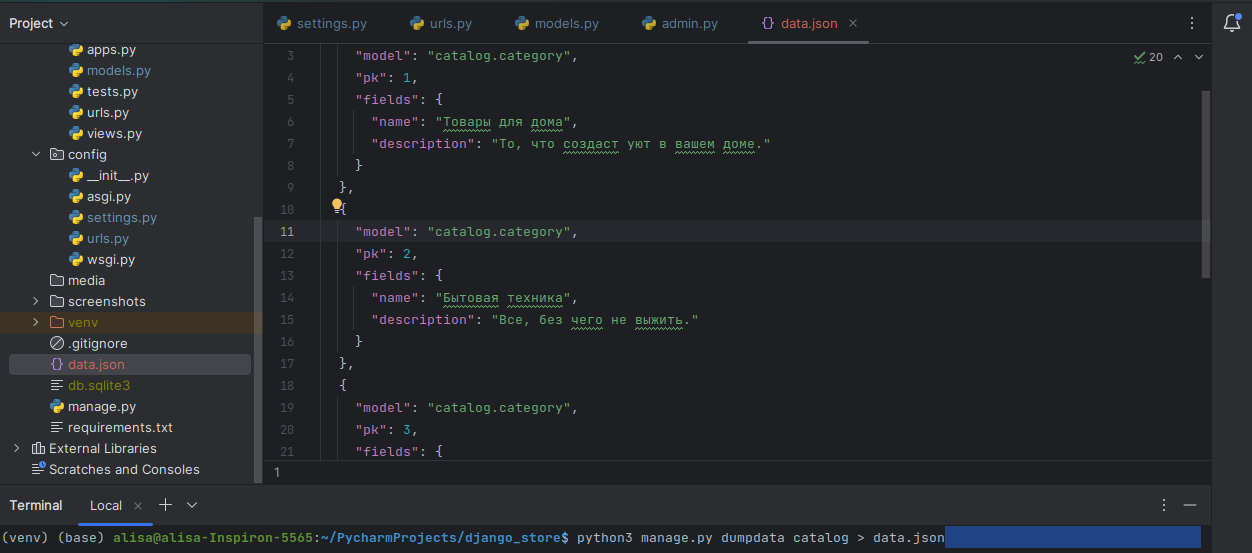 Project
settings.py
urls.py
models.py
admin.py
{} data.json
apps.py
models.py
tests.py
urls.py
views.py
config
__init__.py
asgi.py
settings.py
urls.py
wsgi.py
media
screenshots
venv
.gitignore
{} data.json
db.sqlite3
manage.py
requirements.txt
External Libraries
Scratches and Consoles
20
3 "model": "catalog.category",
4 "pk": 1,
5 "fields": {
6 "name": "Товары для дома",
7 "description": "То, что создаст уют в вашем доме."
8 }
9 },
10 {
11 "model": "catalog.category",
12 "pk": 2,
13 "fields": {
14 "name": "Бытовая техника",
15 "description": "Все, без чего не выжить."
16 }
17 },
18 {
19 "model": "catalog.category",
20 "pk": 3,
21 "fields": {
1
Terminal
Local
(venv) (base) alisa@alisa-Inspiron-5565:~/PycharmProjects/django_store$ python3 manage.py dumpdata catalog > data.json